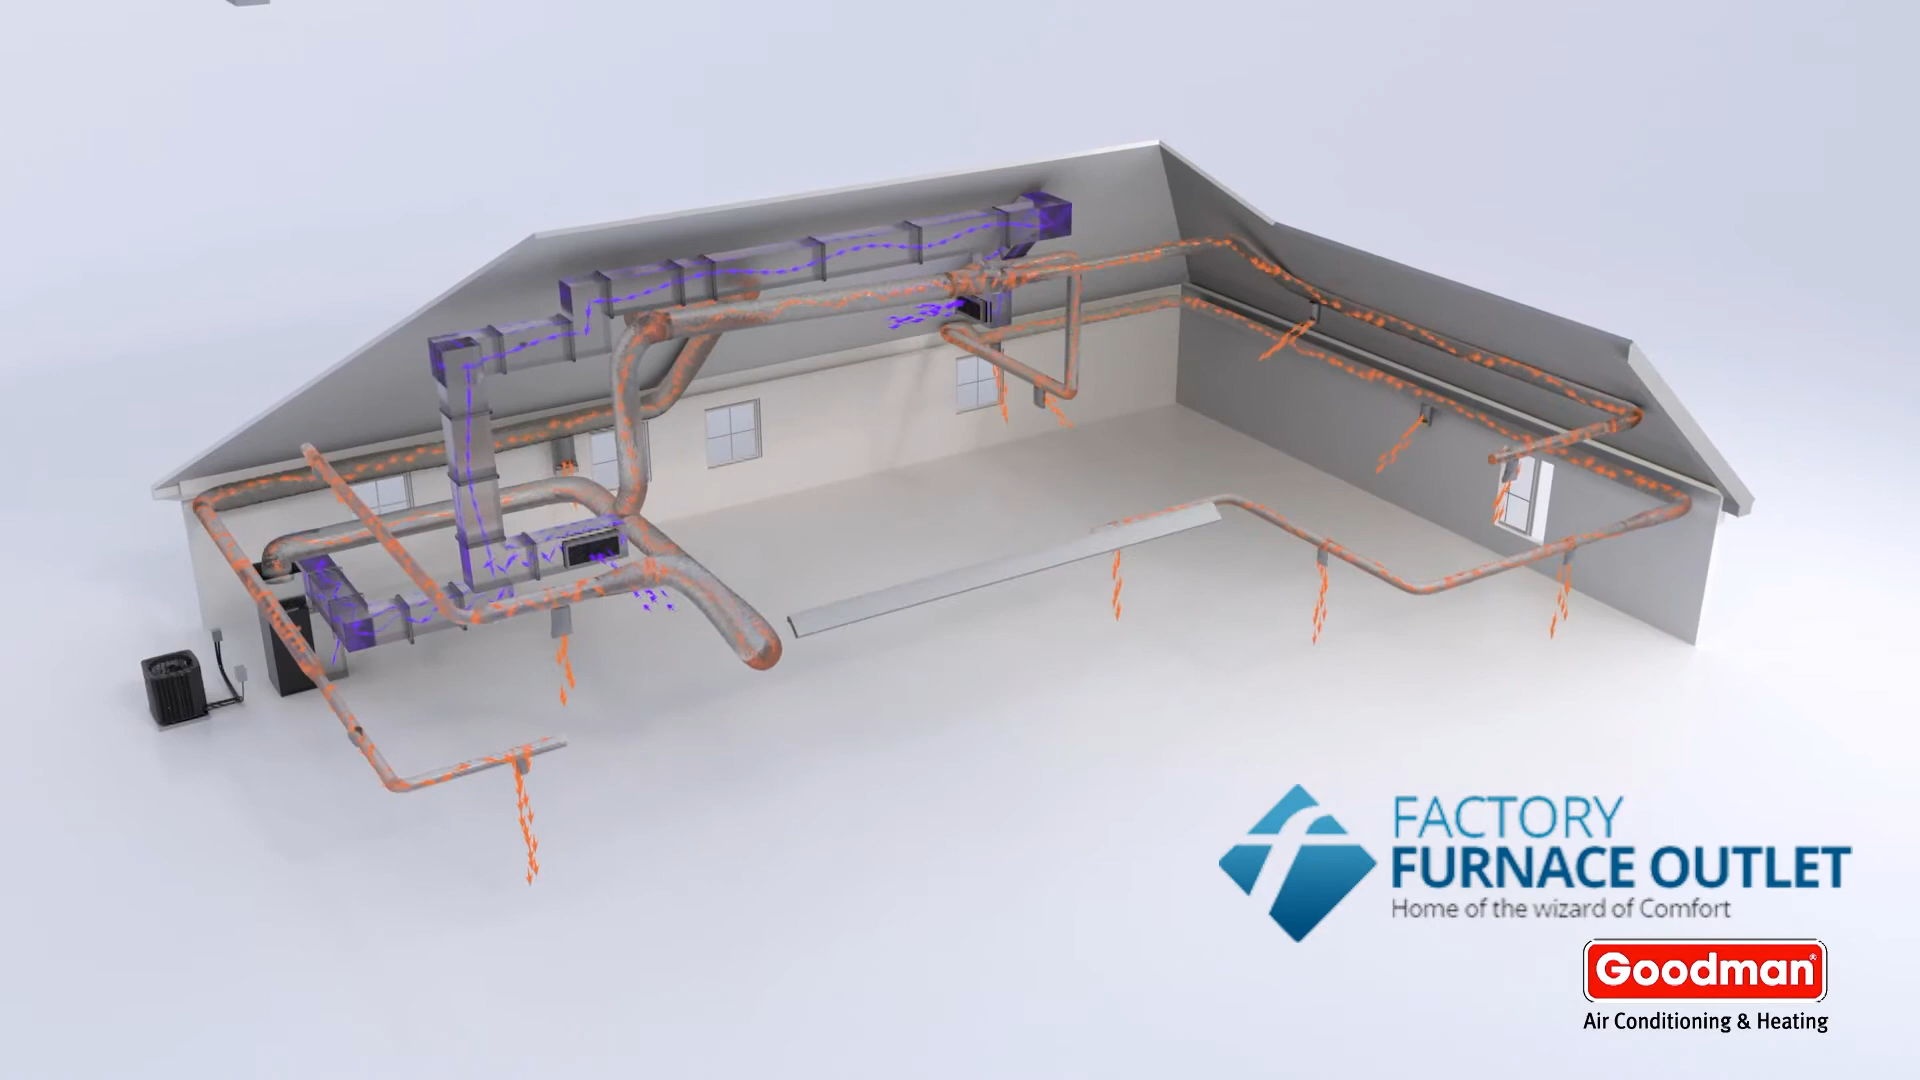 FACTORY
FURNACE OUTLET
Home of the wizard of Comfort
Goodman®
Air Conditioning & Heating